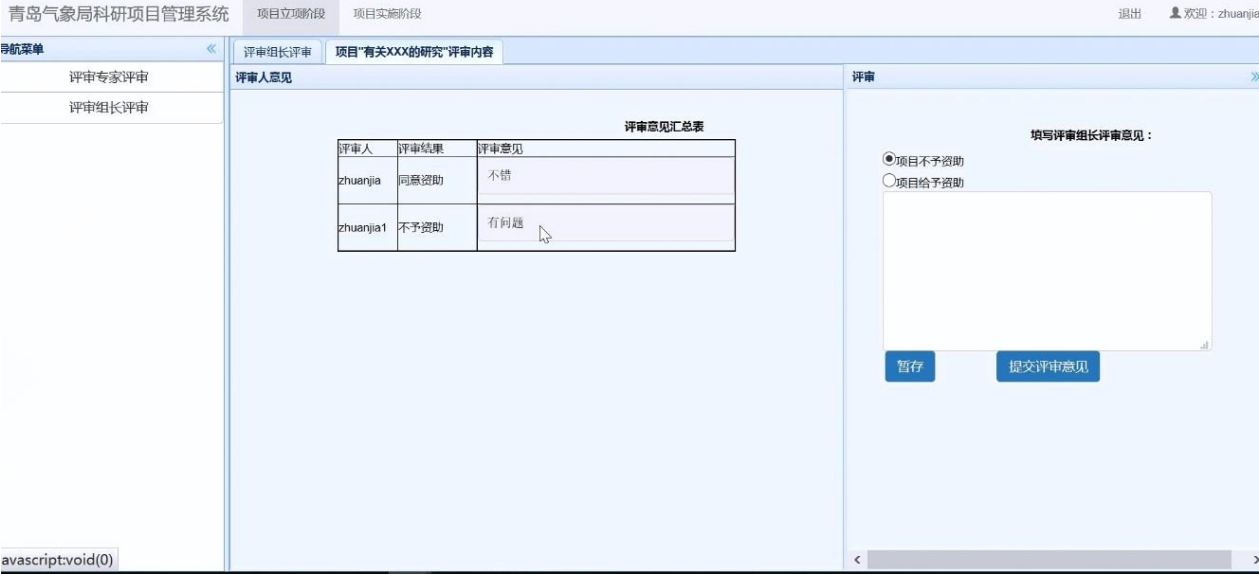 青岛气象局科研项目管理系统 项目立项阶段 项目实施阶段 退出 欢迎：zhuanjia
导航菜单 《 评审组长评审 项目"有关XXX的研究"评审内容
评审专家评审
评审组长评审
评审人意见
评审意见汇总表
评审人 评审结果 评审意见
zhuanjia 同意资助 不错
zhuanjia1 不予资助 有问题
评审 》
填写评审组长评审意见：
项目不予资助
项目给予资助
暂存 提交评审意见
avascript:void(0)